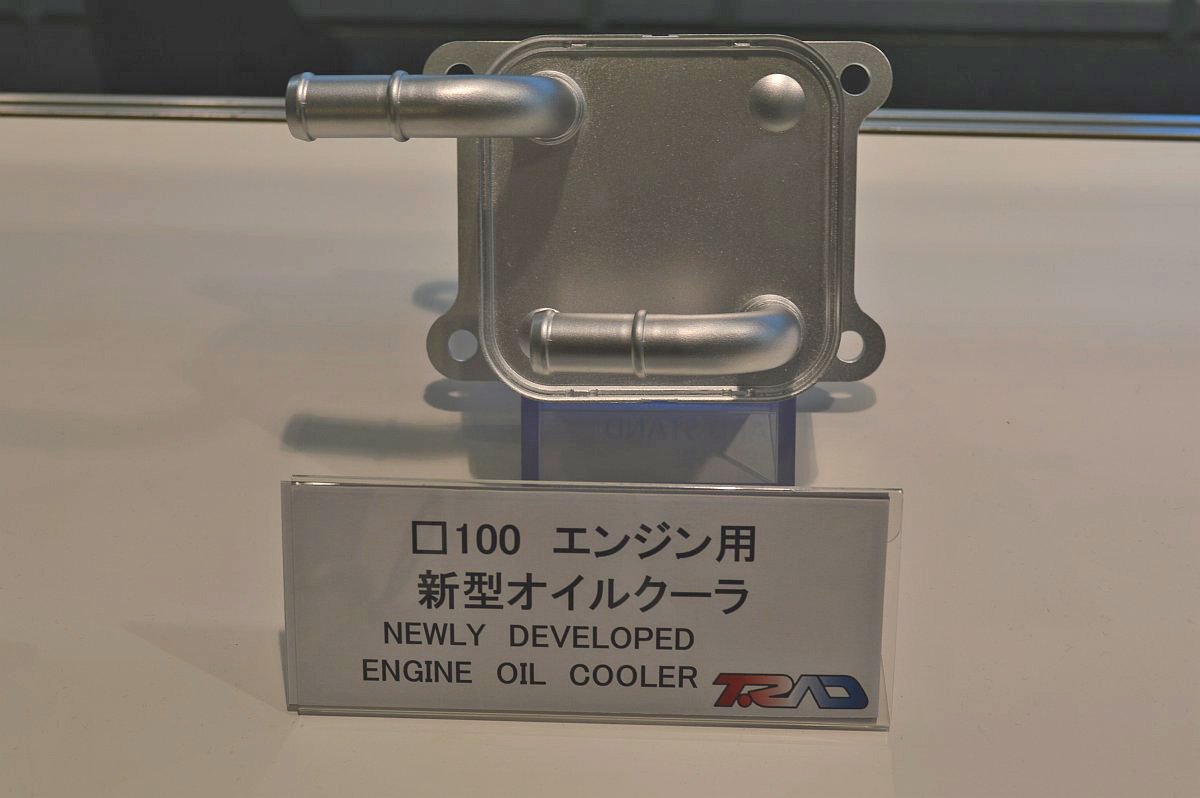 □100 エンジン用
新型オイルクーラ
NEWLY DEVELOPED
ENGINE OIL COOLER
T.RAD